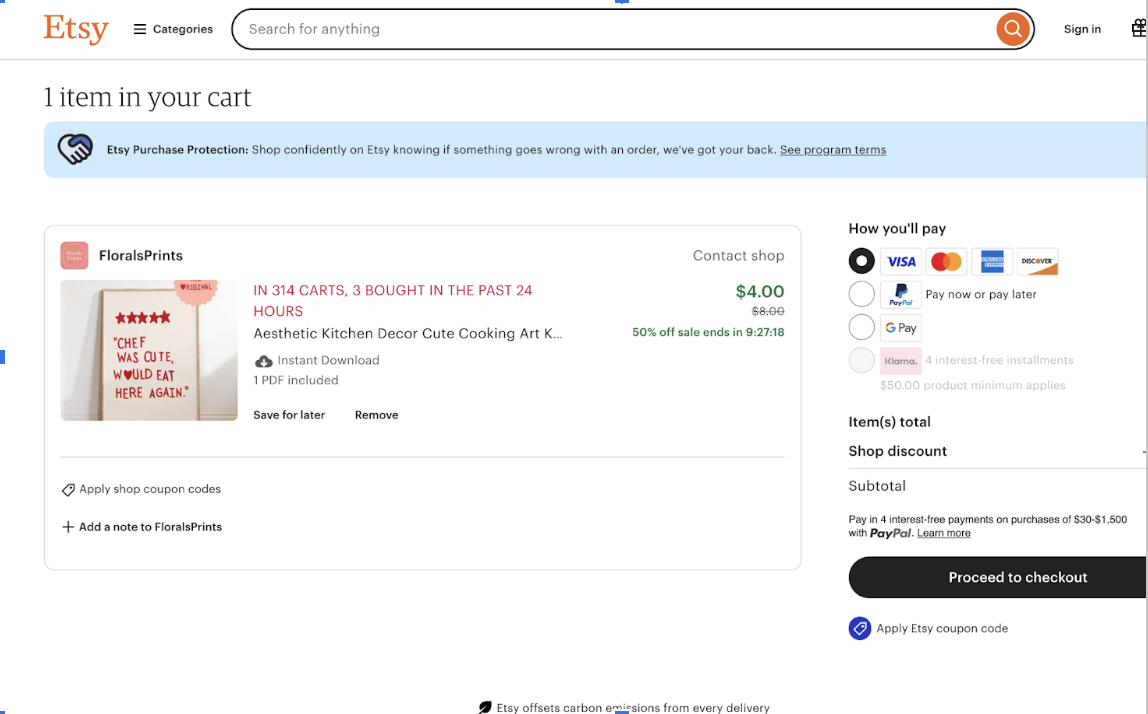 Etsy
Categories
Search for anything
Sign in
1 item in your cart
Etsy Purchase Protection: Shop confidently on Etsy knowing if something goes wrong with an order, we've got your back. See program terms
FloralsPrints
Contact shop
Florals
Prints
ORIGINAL
"CHEF
WAS CUTE,
W♥ULD EAT
HERE AGAIN."
IN 314 CARTS, 3 BOUGHT IN THE PAST 24
HOURS
Aesthetic Kitchen Decor Cute Cooking Art K...
Instant Download
1 PDF included
Save for later
Remove
$4.00
$8.00
50% off sale ends in 9:27:18
Apply shop coupon codes
Add a note to FloralsPrints
How you'll pay
VISA
AMERICAN EXPRESS
DISCOVER
PayPal
Pay now or pay later
G Pay
Klarna.
4 interest-free installments
$50.00 product minimum applies
Item(s) total
Shop discount
Subtotal
Pay in 4 interest-free payments on purchases of $30-$1,500
with PayPal. Learn more
Proceed to checkout
Apply Etsy coupon code
Etsy offsets carbon emissions from every delivery